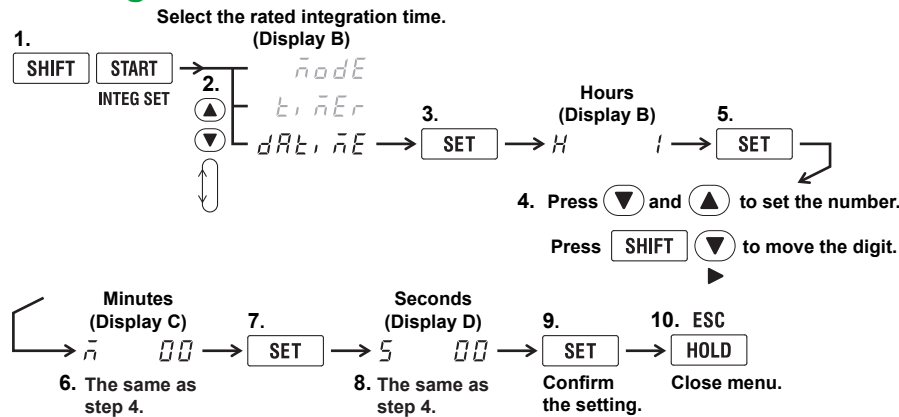 Select the rated integration time.
(Display B)
1.
SHIFT START
INTEG SET
2.
modE
timEr
dAtimE
3.
SET
Hours
(Display B)
H 1
5.
SET
4. Press ▼ and ▲ to set the number.
Press SHIFT ▼ to move the digit.
▶
Minutes
(Display C)
m 00
6. The same as
step 4.
7.
SET
Seconds
(Display D)
S 00
8. The same as
step 4.
9.
SET
Confirm
the setting.
10. ESC
HOLD
Close menu.